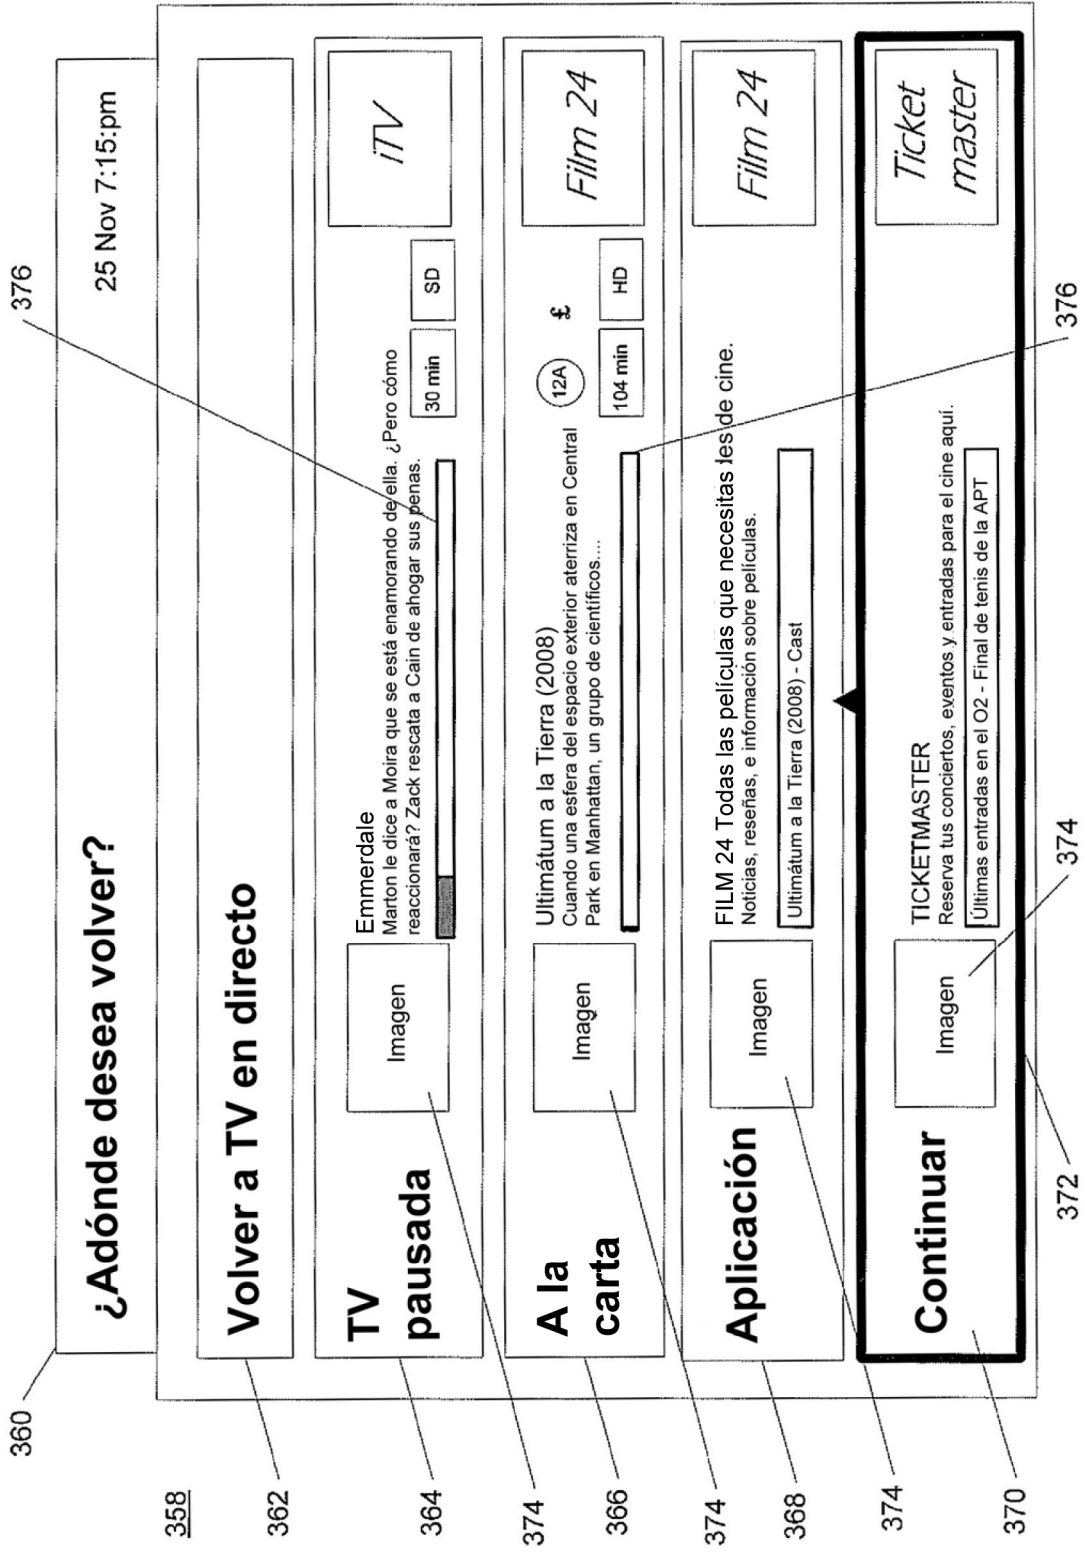 360
¿Adónde desea volver?
25 Nov 7:15:pm
376
358
362
Volver a TV en directo
364
TV
pausada
374
Imagen
Emmerdale
Marton le dice a Moira que se está enamorando de ella. ¿Pero cómo
reaccionará? Zack rescata a Cain de ahogar sus penas.
30 min
SD
iTV
366
A la
carta
374
Imagen
Ultimátum a la Tierra (2008)
Cuando una esfera del espacio exterior aterriza en Central
Park en Manhattan, un grupo de científicos....
12A
£
104 min
HD
Film 24
368
Aplicación
374
Imagen
FILM 24 Todas las películas que necesitas les de cine.
Noticias, reseñas, e información sobre películas.
Ultimátum a la Tierra (2008) - Cast
Film 24
370
Continuar
Imagen
TICKETMASTER
Reserva tus conciertos, eventos y entradas para el cine aquí.
Últimas entradas en el O2 - Final de tenis de la APT
Ticket
master
372
374
376